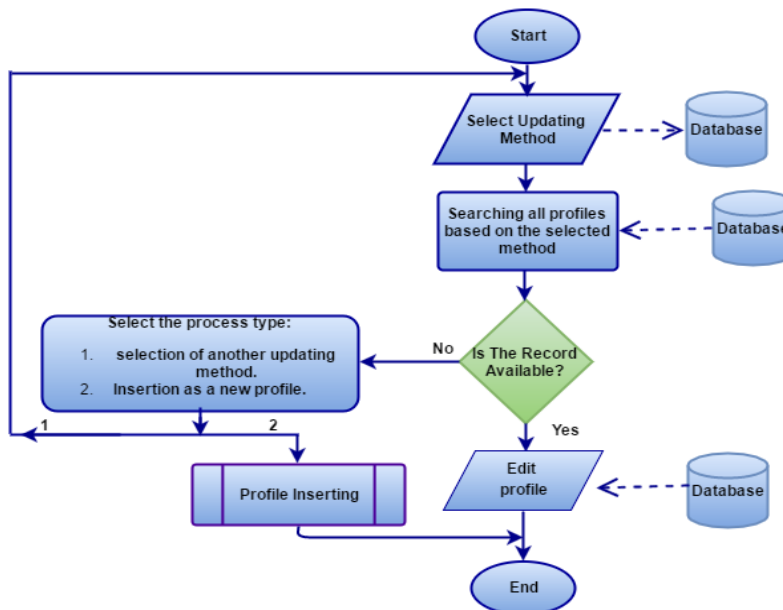 Start
Select Updating
Method
Database
Searching all profiles
based on the selected
method
Database
Select the process type:
1. selection of another updating
method.
2. Insertion as a new profile.
No
Is The Record
Available?
1
2
Yes
Profile Inserting
Edit
profile
Database
End